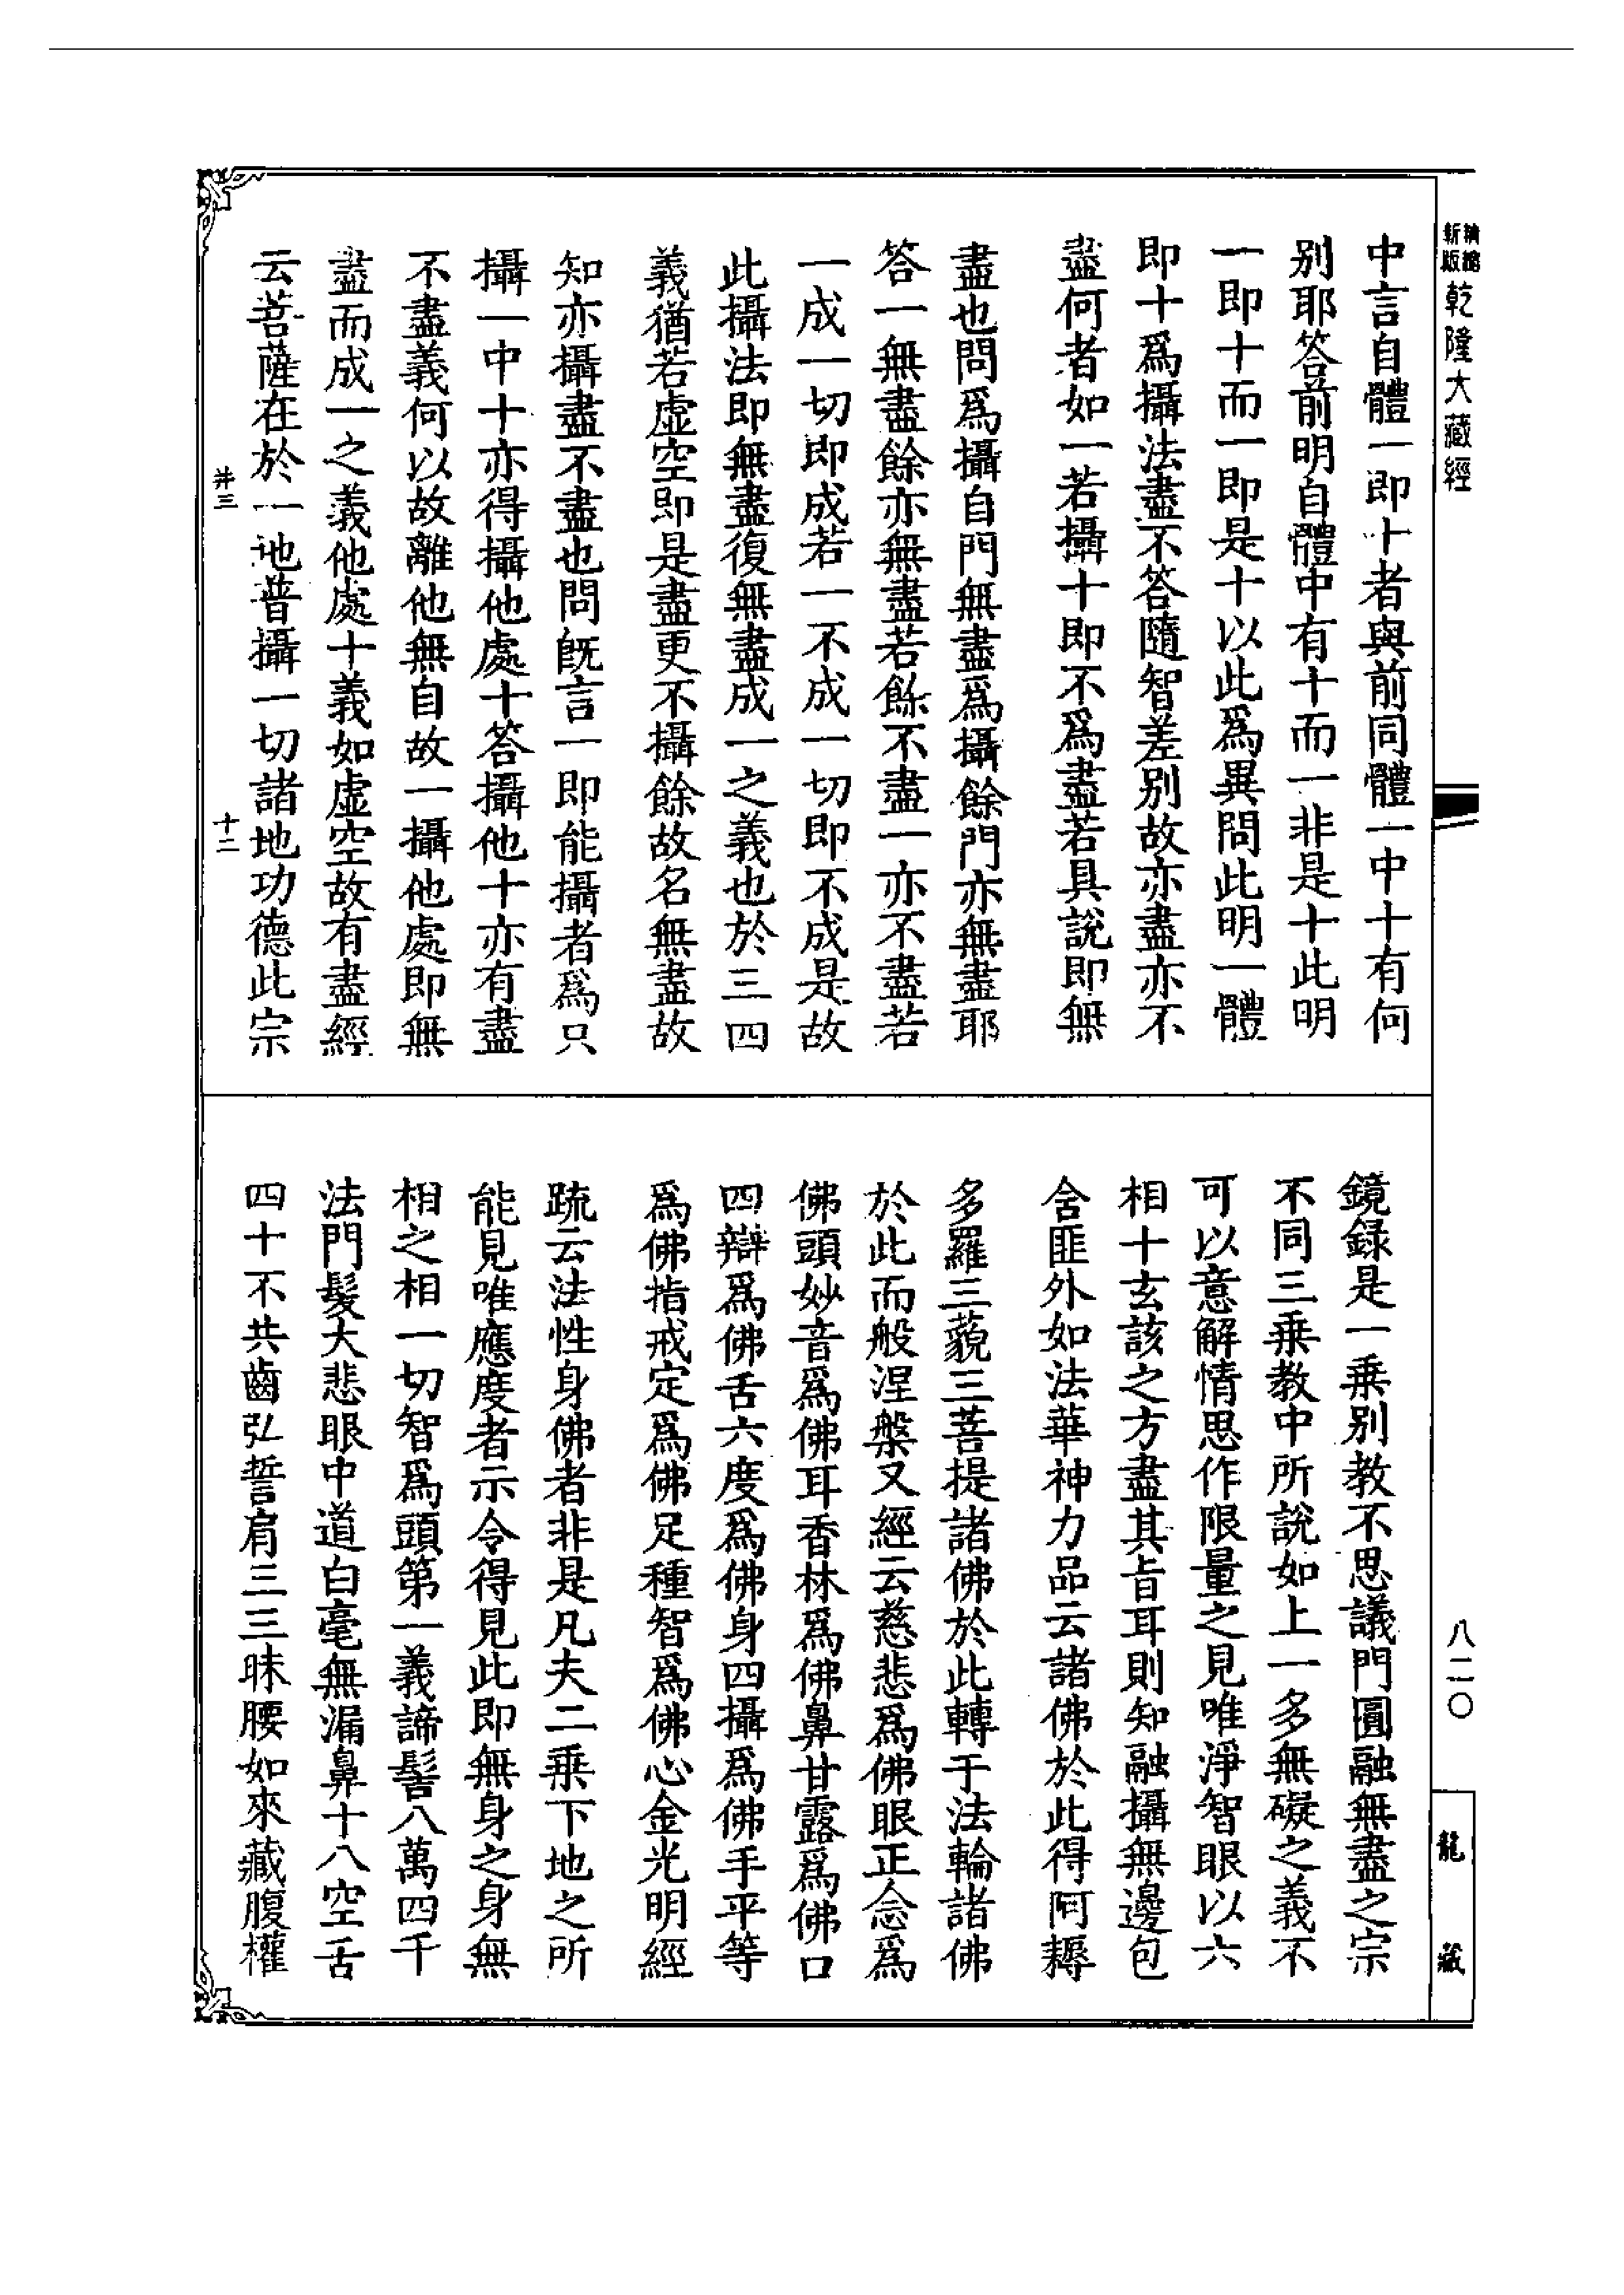 新版
精縮
乾隆大藏經
中言自體一即十者與前同體一中十有何
别耶答前明自體中有十而一非是十此明
一即十而一即是十以此為異問此明一體
即十爲攝法盡不答隨智差别故亦盡亦不
盡何者如一若攝十即不爲盡若具說即無
盡也問爲攝自門無盡爲攝餘門亦無盡耶
答一無盡餘亦無盡若餘不盡一亦不盡若
一成一切即成若一不成一切即不成是故
此攝法即無盡復無盡成一之義也於三四
義猶若虛空即是盡更不攝餘故名無盡故
知亦攝盡不盡也問旣言一即能攝者爲只
攝一中十亦得攝他處十答攝他十亦有盡
不盡義何以故離他無自故一攝他處即無
盡而成一之義他處十義如虛空故有盡經
云菩薩在於一地普攝一切諸地功德此宗
井三
十二
鏡録是一乘别教不思議門圓融無盡之宗
不同三乘教中所說如上一多無礙之義不
可以意解情思作限量之見唯淨智眼以六
相十玄該之方盡其旨耳則知融攝無邊包
含匪外如法華神力品云諸佛於此得阿耨
多羅三藐三菩提諸佛於此轉于法輪諸佛
於此而般涅槃又經云慈悲爲佛眼正念爲
佛頭妙音爲佛耳香林爲佛鼻甘露爲佛口
四辯爲佛舌六度爲佛身四攝爲佛手平等
爲佛指戒定爲佛足種智爲佛心金光明經
疏云法性身佛者非是凡夫二乘下地之所
能見唯應度者示令得見此即無身之身無
相之相一切智爲頭第一義諦髻八萬四千
法門髮大悲眼中道白毫無漏鼻十八空舌
四十不共齒弘誓肩三三昧腰如來藏腹權
八二〇
龍藏